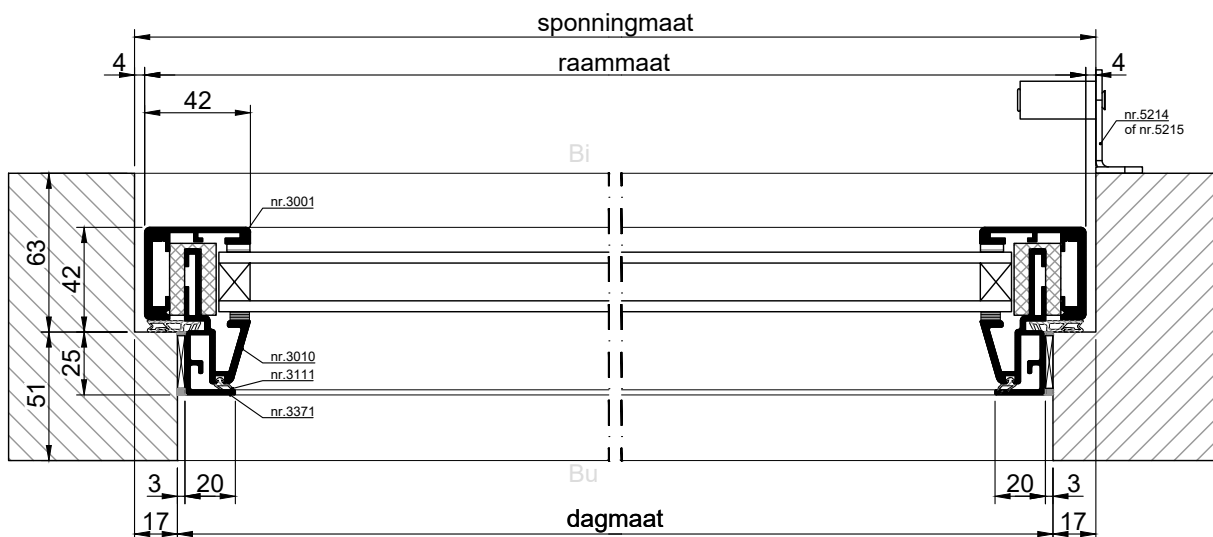 sponningmaat
4
raammaat
4
42
nr.5214
of nr.5215
Bi
nr.3001
63
42
nr.3010
25
nr.3111
51
nr.3371
Bu
3
20
20
3
17
dagmaat
17